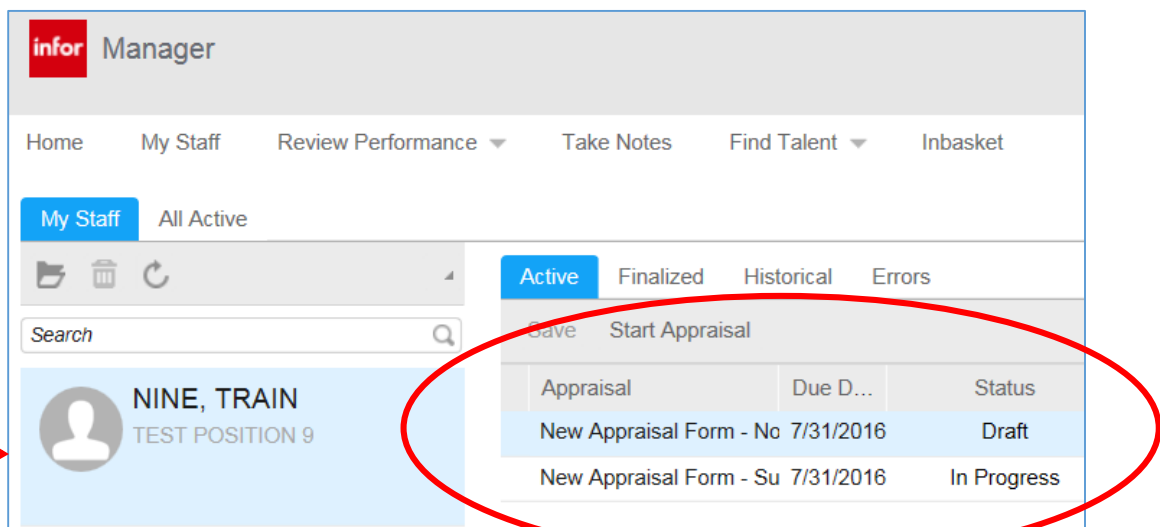 infor Manager
Home My Staff Review Performance Take Notes Find Talent Inbasket
My Staff All Active
Active Finalized Historical Errors
Search
Save Start Appraisal
Appraisal Due D... Status
NINE, TRAIN
TEST POSITION 9
New Appraisal Form - No 7/31/2016 Draft
New Appraisal Form - Su 7/31/2016 In Progress